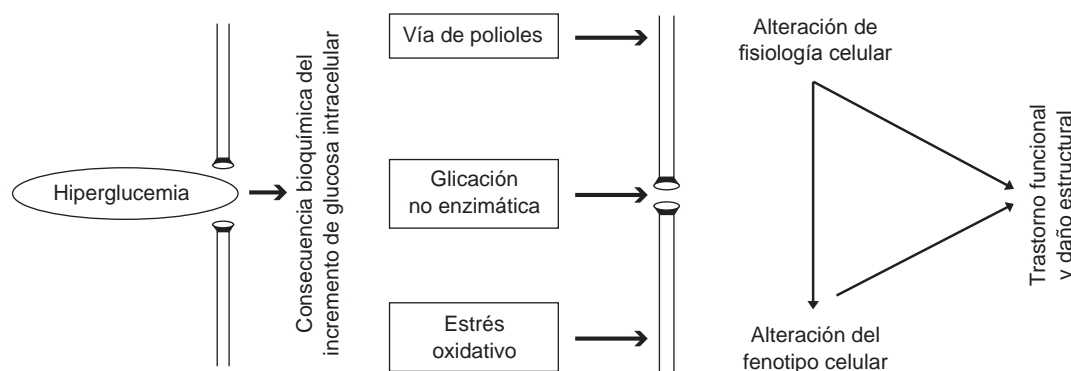 Hiperglucemia
Consecuencia bioquímica del
incremento de glucosa intracelular
Vía de polioles
Glicación
no enzimática
Estrés
oxidativo
Alteración de
fisiología celular
Alteración del
fenotipo celular
Trastorno funcional
y daño estructural